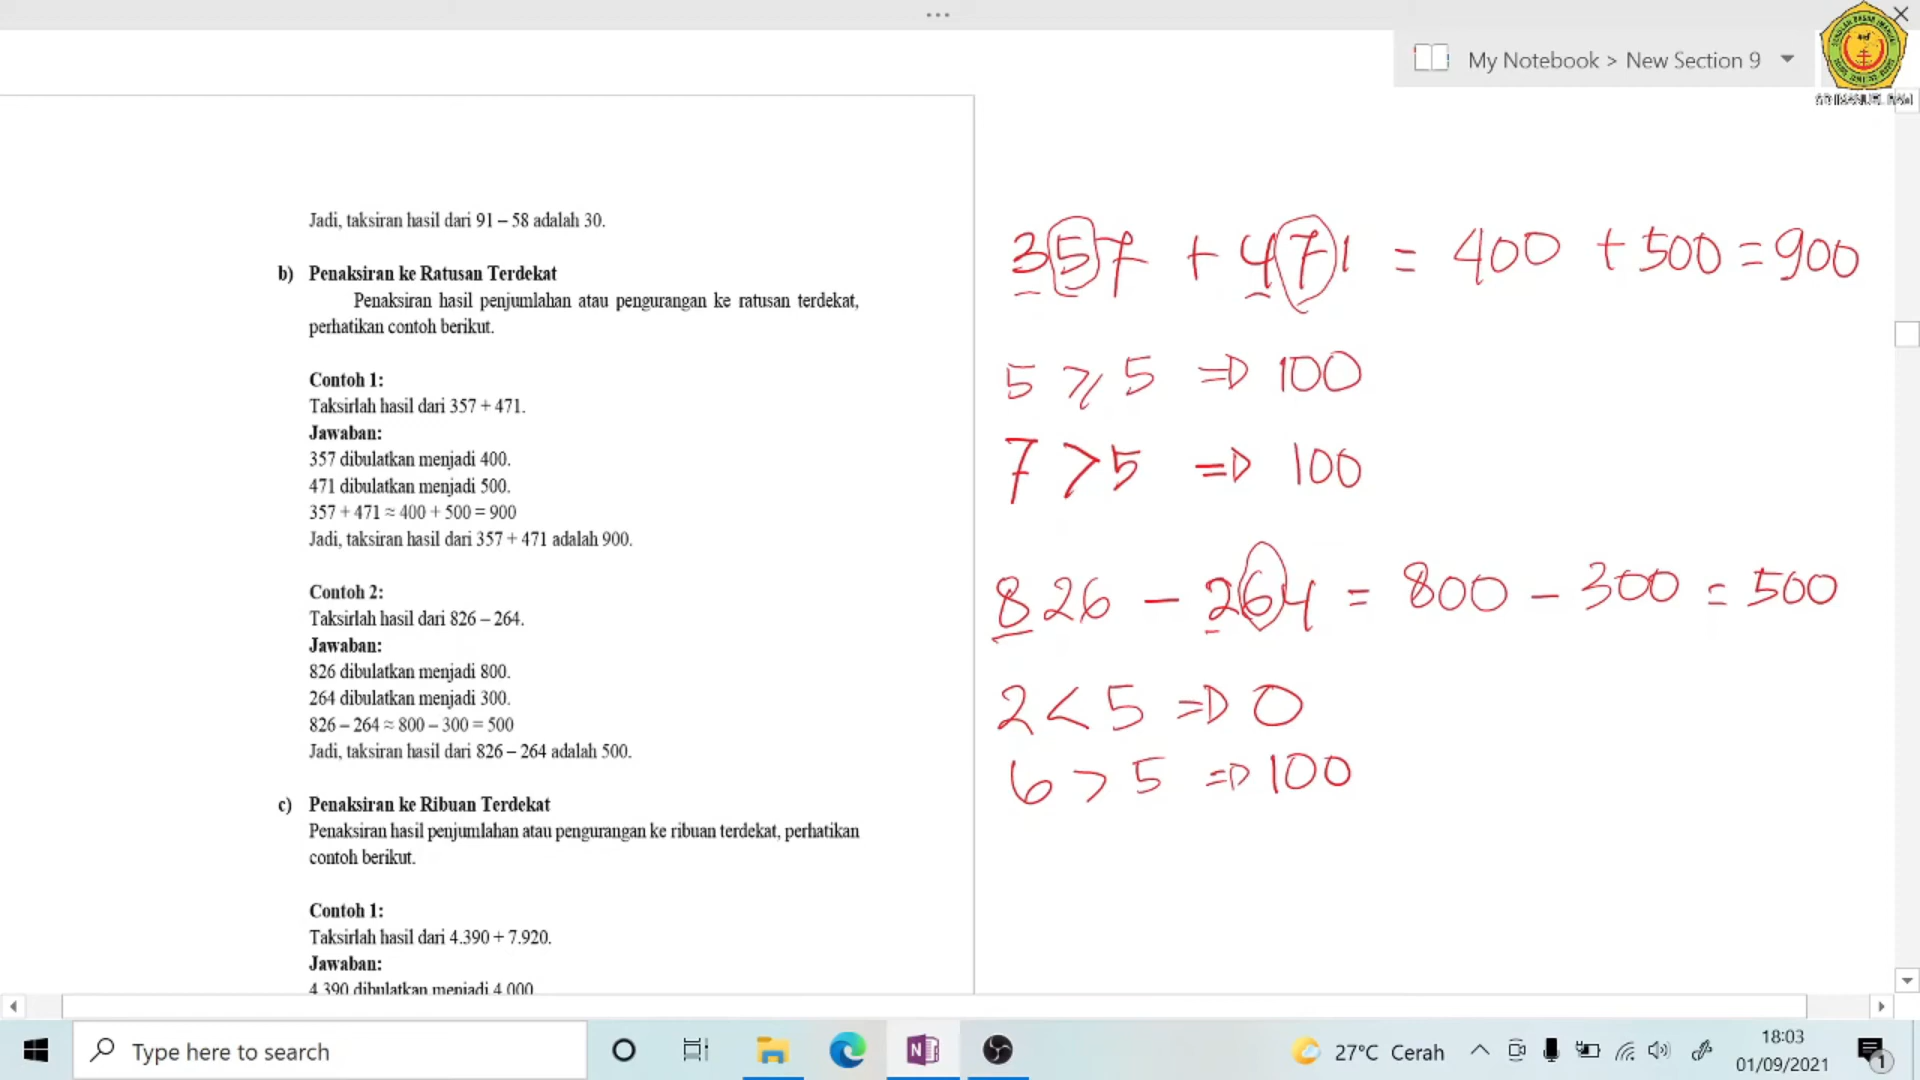 My Notebook > New Section 9
Jadi, taksiran hasil dari 91 – 58 adalah 30.
b) Penaksiran ke Ratusan Terdekat
Penaksiran hasil penjumlahan atau pengurangan ke ratusan terdekat,
perhatikan contoh berikut.
Contoh 1:
Taksirlah hasil dari 357 + 471.
Jawaban:
357 dibulatkan menjadi 400.
471 dibulatkan menjadi 500.
357 + 471 ≈ 400 + 500 = 900
Jadi, taksiran hasil dari 357 + 471 adalah 900.
Contoh 2:
Taksirlah hasil dari 826 – 264.
Jawaban:
826 dibulatkan menjadi 800.
264 dibulatkan menjadi 300.
826 – 264 ≈ 800 – 300 = 500
Jadi, taksiran hasil dari 826 – 264 adalah 500.
c) Penaksiran ke Ribuan Terdekat
Penaksiran hasil penjumlahan atau pengurangan ke ribuan terdekat, perhatikan
contoh berikut.
Contoh 1:
Taksirlah hasil dari 4.390 + 7.920.
Jawaban:
4.390 dibulatkan menjadi 4.000
357 + 471 = 400 + 500 = 900
5 ⩾ 5 ⇒ 100
7 > 5 ⇒ 100
826 – 264 = 800 – 300 = 500
2 < 5 ⇒ 0
6 > 5 ⇒ 100
Type here to search
27°C Cerah
18:03
01/09/2021
1